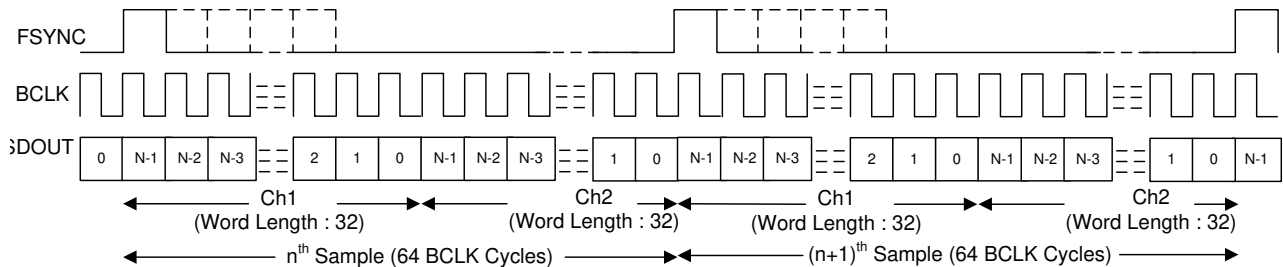 FSYNC
BCLK
SDOUT 0 N-1 N-2 N-3 2 1 0 N-1 N-2 N-3 1 0 N-1 N-2 N-3 2 1 0 N-1 N-2 N-3 1 0 N-1
Ch1 Ch2 Ch1 Ch2
(Word Length : 32) (Word Length : 32) (Word Length : 32) (Word Length : 32)
nth Sample (64 BCLK Cycles) (n+1)th Sample (64 BCLK Cycles)